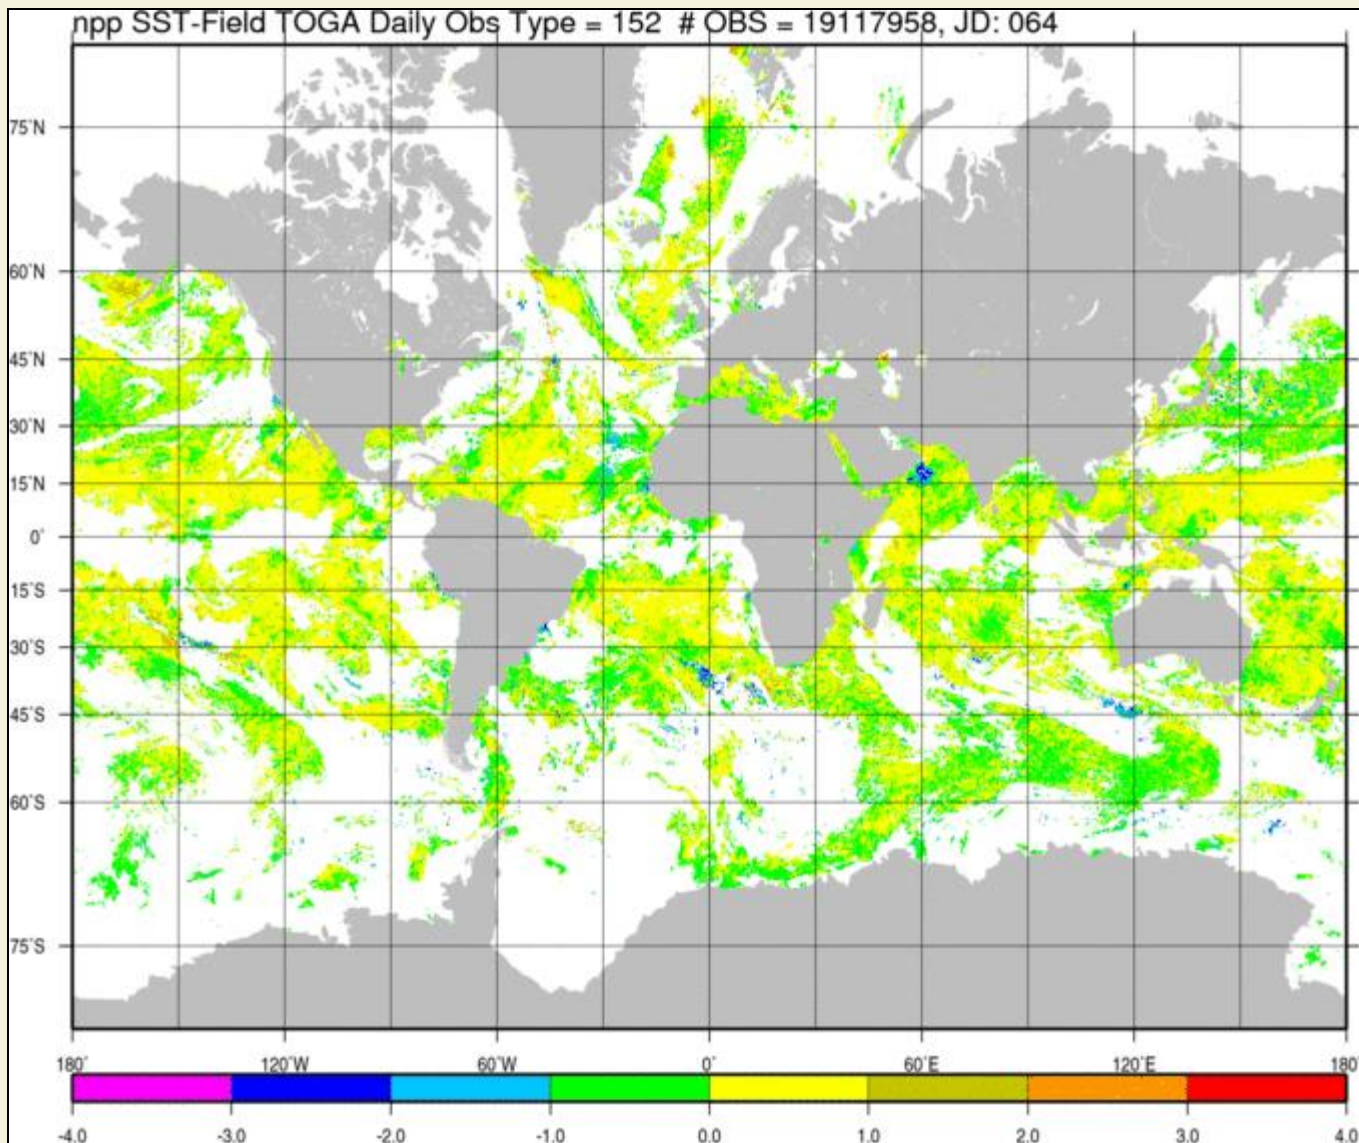 npp SST-Field TOGA Daily Obs Type = 152 # OBS = 19117958, JD: 064
75°N
60°N
45°N
30°N
15°N
0°
15°S
30°S
45°S
60°S
75°S
180° 120°W 60°W 0° 60°E 120°E 180°
-4.0 -3.0 -2.0 -1.0 0.0 1.0 2.0 3.0 4.0